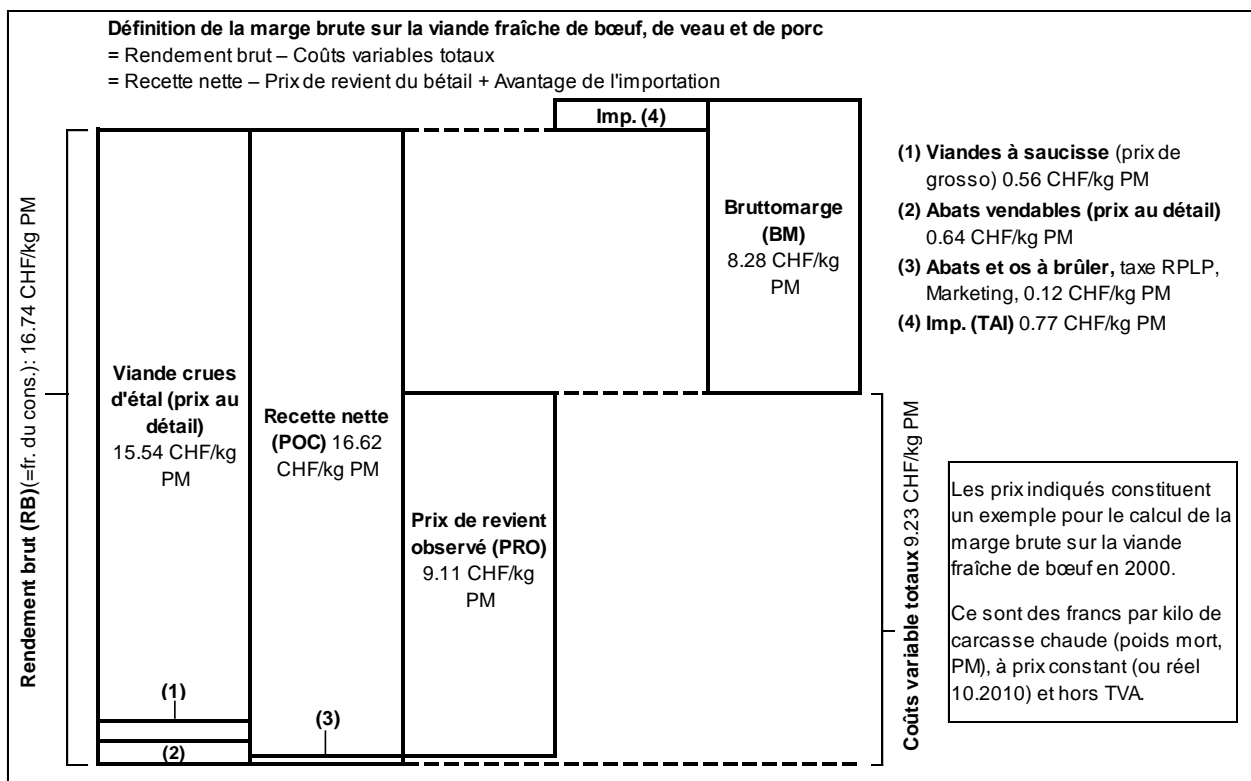 Définition de la marge brute sur la viande fraîche de bœuf, de veau et de porc
= Rendement brut – Coûts variables totaux
= Recette nette – Prix de revient du bétail + Avantage de l'importation
Rendement brut (RB)(=fr. du cons.): 16.74 CHF/kg PM
Viande crues
d'étal (prix au
détail)
15.54 CHF/kg
PM
(1)
(2)
Recette nette
(POC) 16.62
CHF/kg PM
(3)
Prix de revient
observé (PRO)
9.11 CHF/kg
PM
Imp. (4)
Bruttomarge
(BM)
8.28 CHF/kg
PM
Coûts variable totaux 9.23 CHF/kg PM
(1) Viandes à saucisse (prix de
grosso) 0.56 CHF/kg PM
(2) Abats vendables (prix au détail)
0.64 CHF/kg PM
(3) Abats et os à brûler, taxe RPLP,
Marketing, 0.12 CHF/kg PM
(4) Imp. (TAI) 0.77 CHF/kg PM
Les prix indiqués constituent
un exemple pour le calcul de la
marge brute sur la viande
fraîche de bœuf en 2000.
Ce sont des francs par kilo de
carcasse chaude (poids mort,
PM), à prix constant (ou réel
10.2010) et hors TVA.